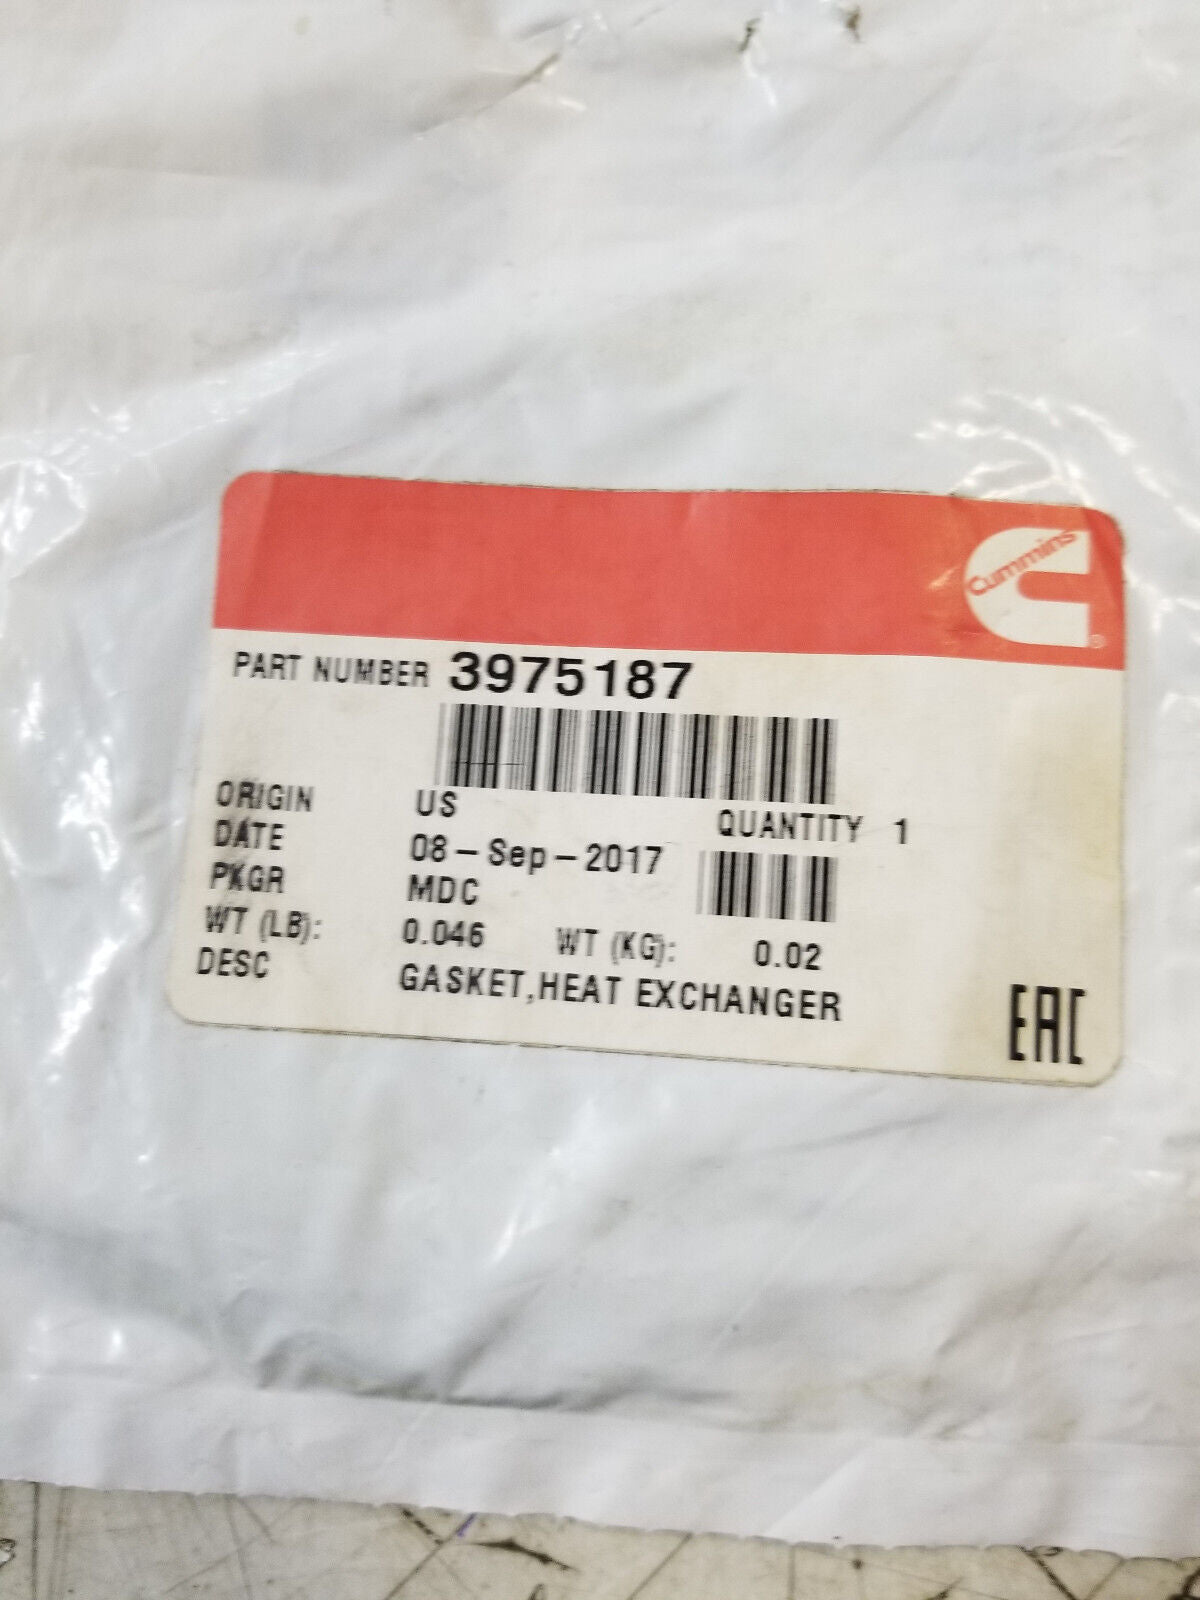 Cummins
®
PART NUMBER 3975187
ORIGIN US QUANTITY 1
DATE 08-Sep-2017
PKGR MDC
WT (LB): 0.046 WT (KG): 0.02
DESC GASKET,HEAT EXCHANGER
EAC